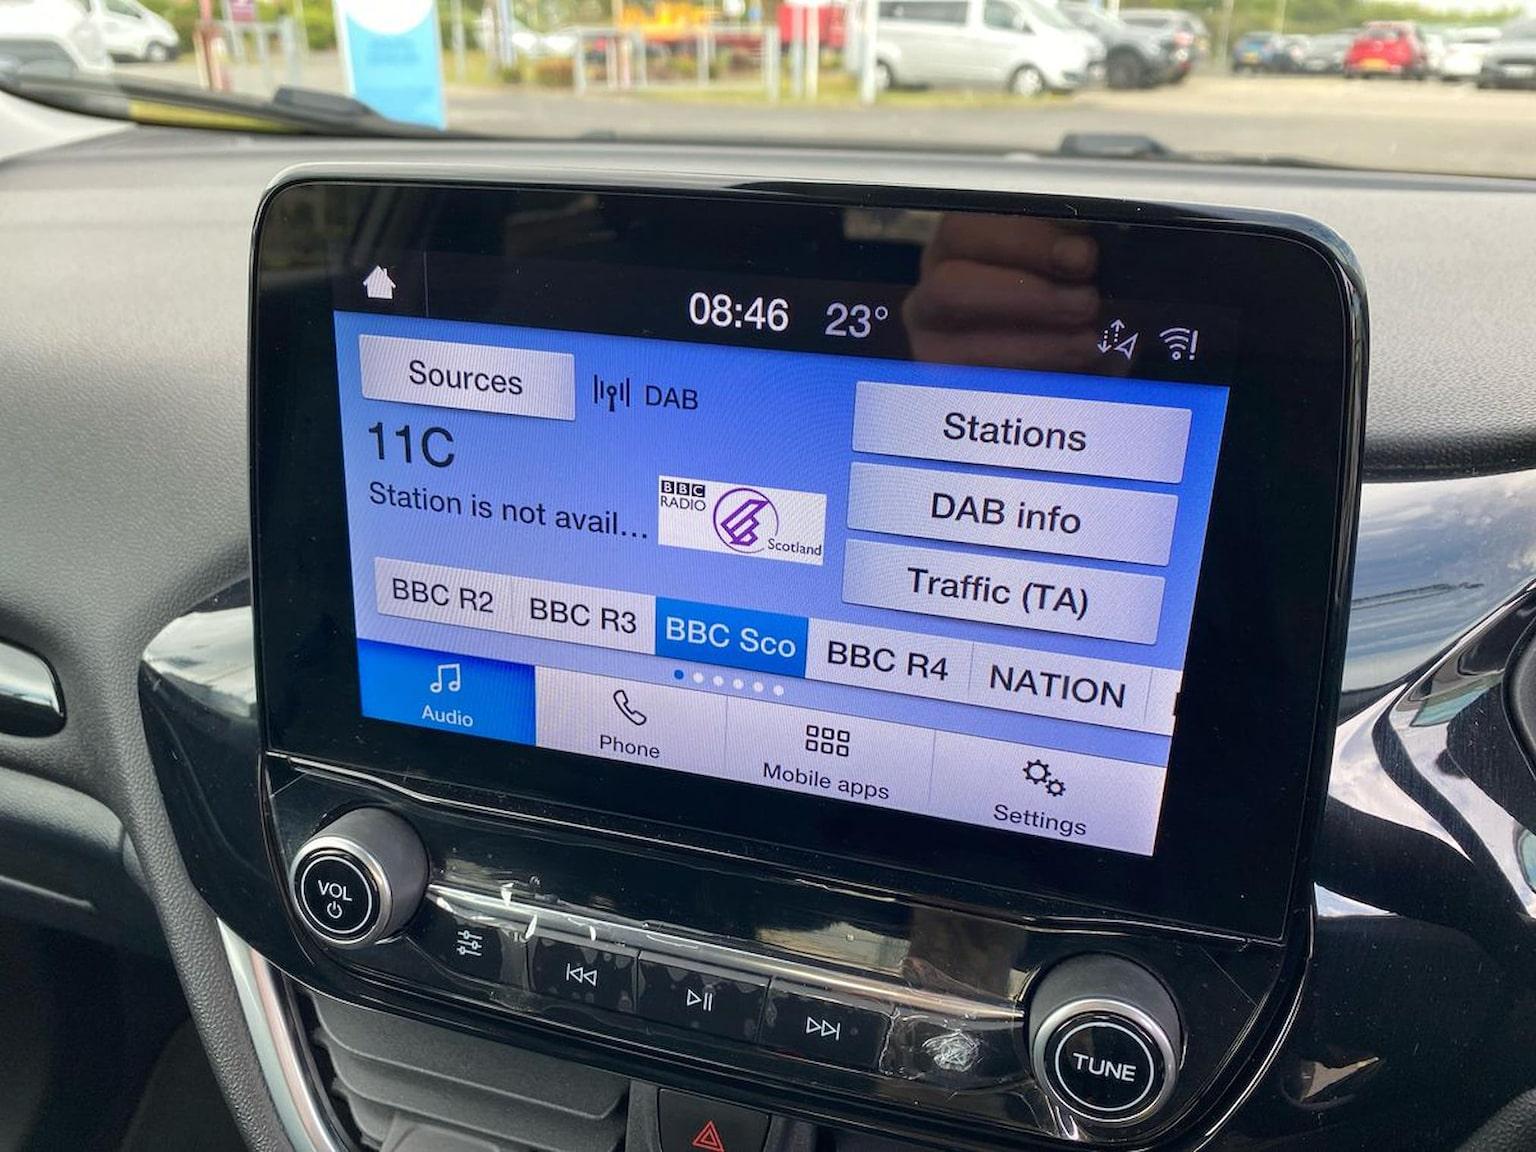 08:46 23°
Sources
DAB
Stations
11C
DAB info
Station is not avail...
BBC
RADIO
Scotland
Traffic (TA)
BBC R2
BBC R3
BBC Sco
BBC R4
NATION
Audio
Phone
Mobile apps
Settings
VOL
TUNE